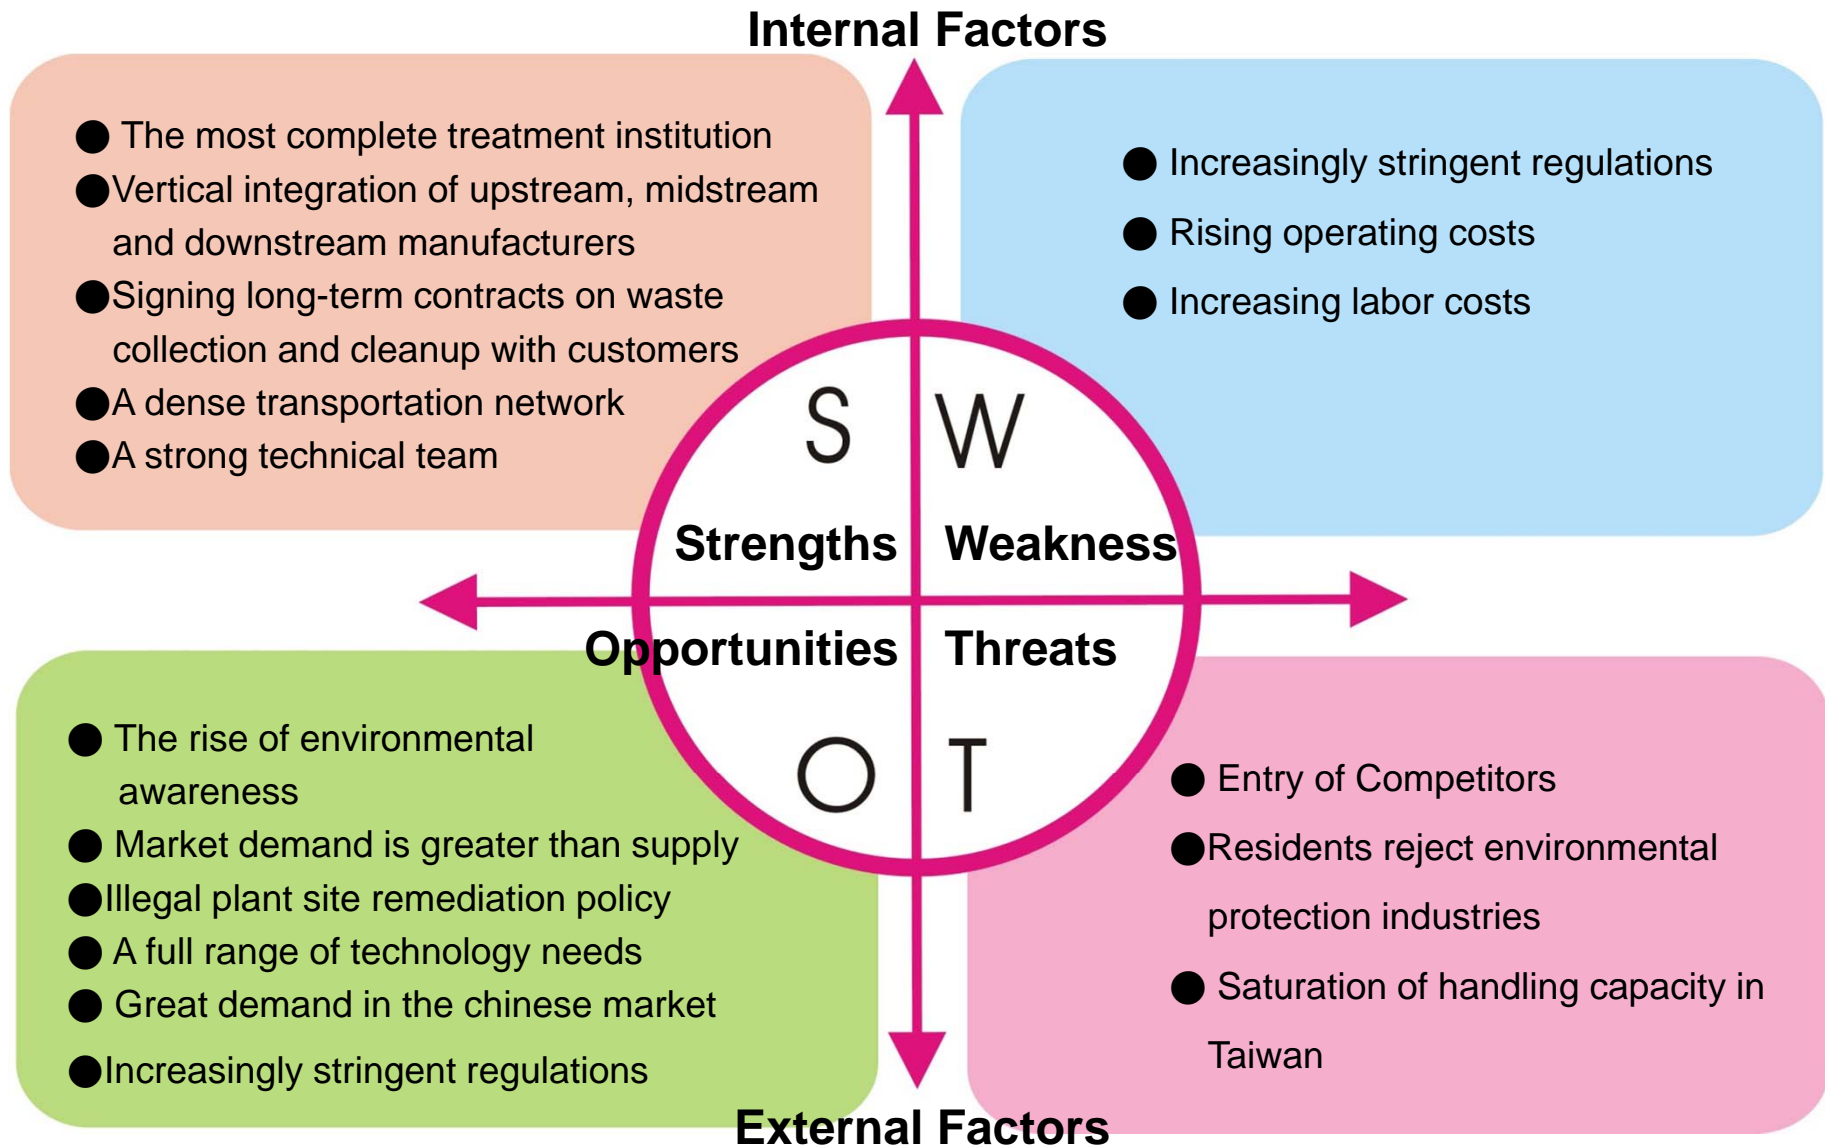 Internal Factors
● The most complete treatment institution
●Vertical integration of upstream, midstream
and downstream manufacturers
●Signing long-term contracts on waste
collection and cleanup with customers
●A dense transportation network
●A strong technical team
● Increasingly stringent regulations
● Rising operating costs
● Increasing labor costs
S
W
Strengths
Weakness
Opportunities
Threats
O
T
● The rise of environmental
awareness
● Market demand is greater than supply
●Illegal plant site remediation policy
● A full range of technology needs
● Great demand in the chinese market
●Increasingly stringent regulations
● Entry of Competitors
●Residents reject environmental
protection industries
● Saturation of handling capacity in
Taiwan
External Factors